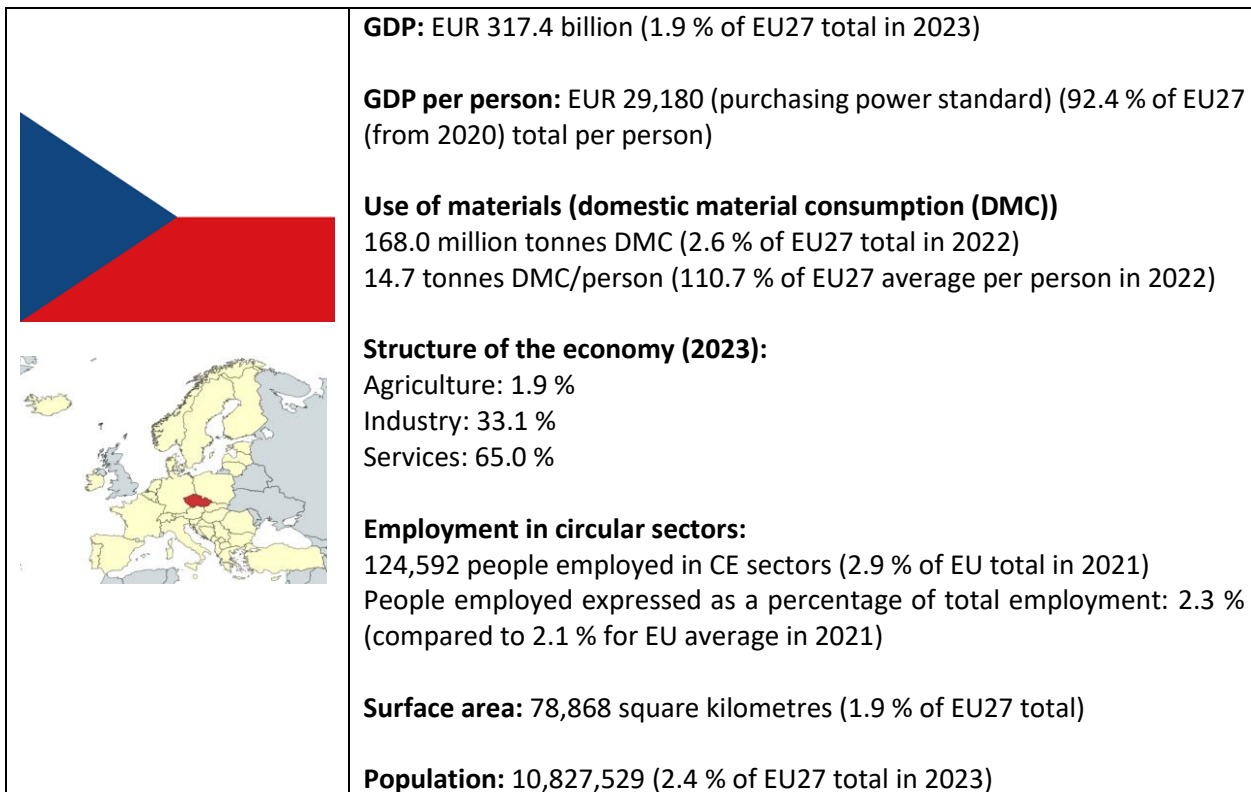 GDP: EUR 317.4 billion (1.9 % of EU27 total in 2023)
GDP per person: EUR 29,180 (purchasing power standard) (92.4 % of EU27
(from 2020) total per person)
Use of materials (domestic material consumption (DMC))
168.0 million tonnes DMC (2.6 % of EU27 total in 2022)
14.7 tonnes DMC/person (110.7 % of EU27 average per person in 2022)
Structure of the economy (2023):
Agriculture: 1.9 %
Industry: 33.1 %
Services: 65.0 %
Employment in circular sectors:
124,592 people employed in CE sectors (2.9 % of EU total in 2021)
People employed expressed as a percentage of total employment: 2.3 %
(compared to 2.1 % for EU average in 2021)
Surface area: 78,868 square kilometres (1.9 % of EU27 total)
Population: 10,827,529 (2.4 % of EU27 total in 2023)